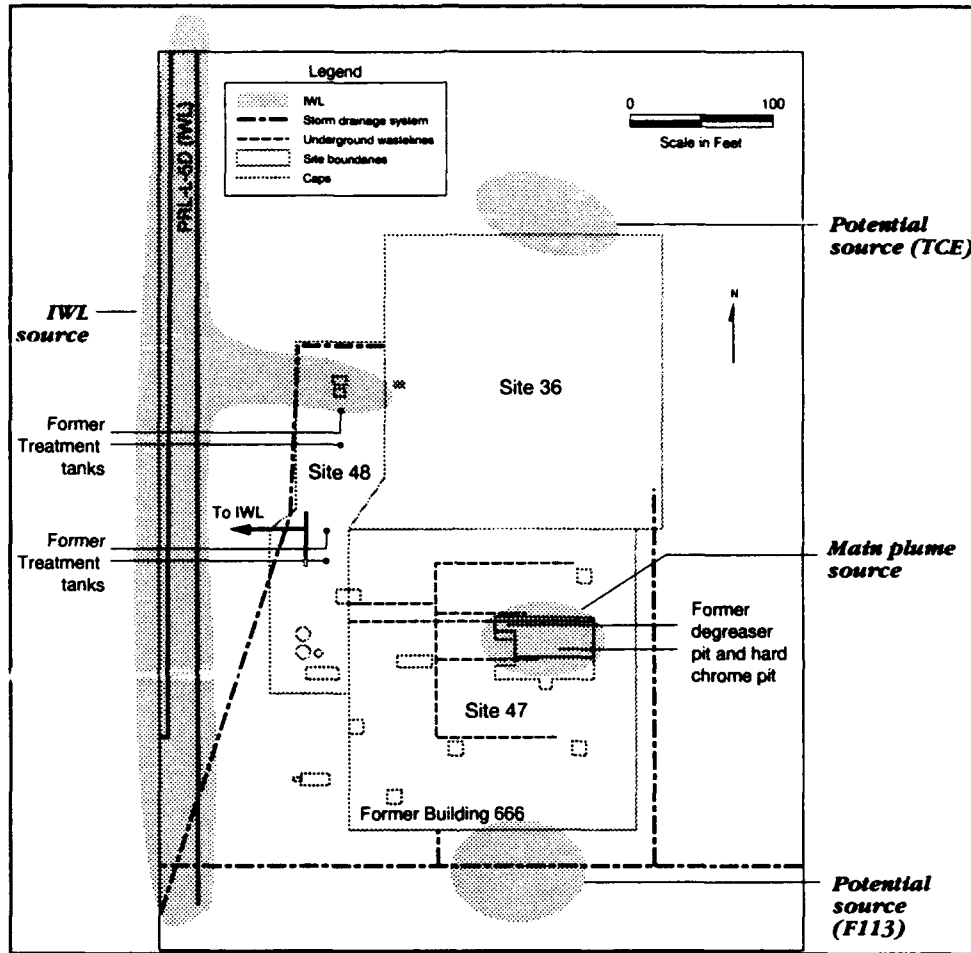 Legend
IWL
Storm drainage system
Underground wastelines
Site boundaries
Caps
0 100
Scale in Feet
PRL-L-5D (IWL)
Potential
source (TCE)
N
IWL
source
Site 36
Former
Treatment
tanks
Site 48
To IWL
Former
Treatment
tanks
Main plume
source
Former
degreaser
pit and hard
chrome pit
Site 47
Former Building 666
Potential
source
(F113)